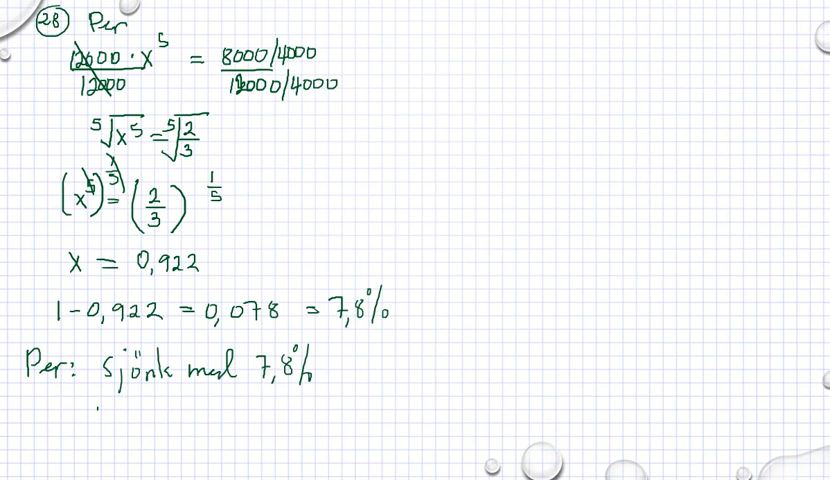 28 Per
12000 · x^5 / 12000 = 8000/4000 / 12000/4000
⁵√x^5 = ⁵√2/3
(x^5)^1/5 = (2/3)^1/5
x = 0,922
1-0,922 = 0,078 = 7,8%
Per: sjönk med 7,8%